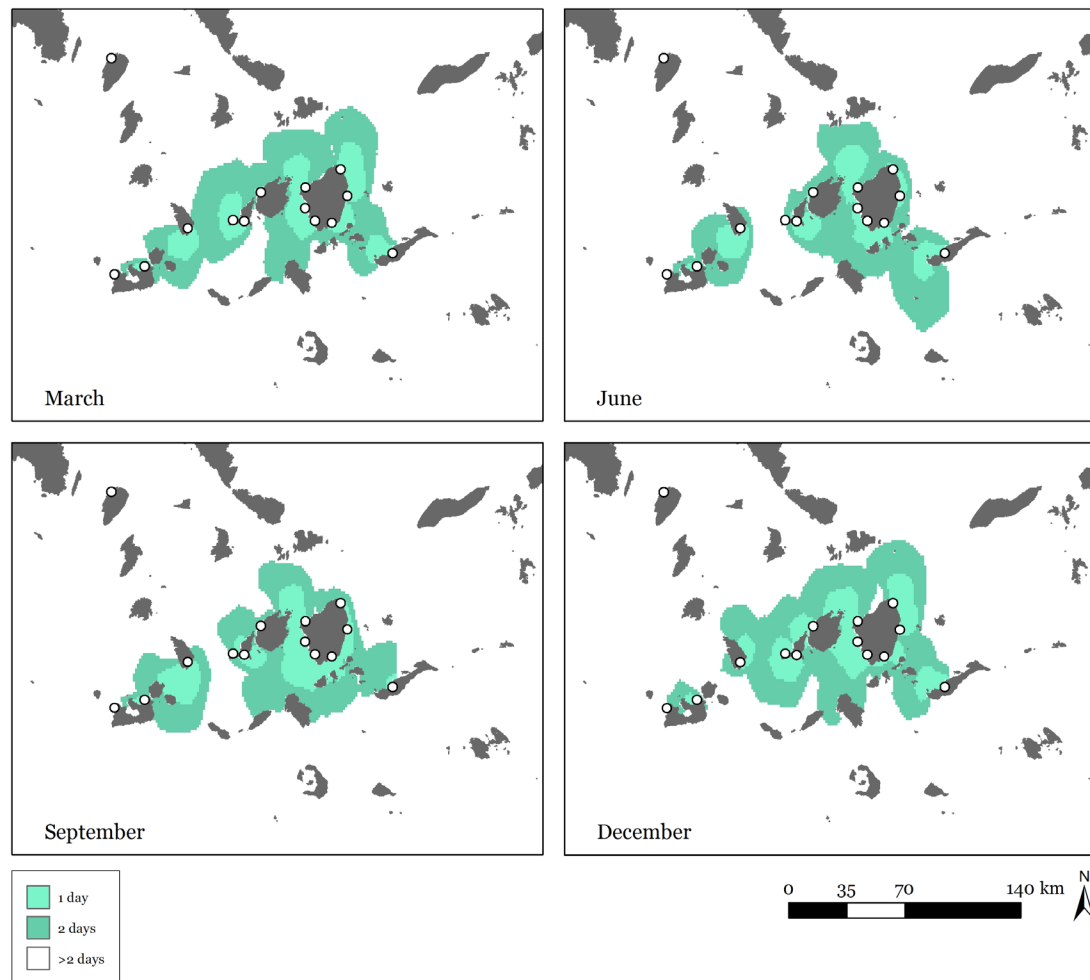 March
June
September
December
1 day
2 days
>2 days
0 35 70 140 km
N